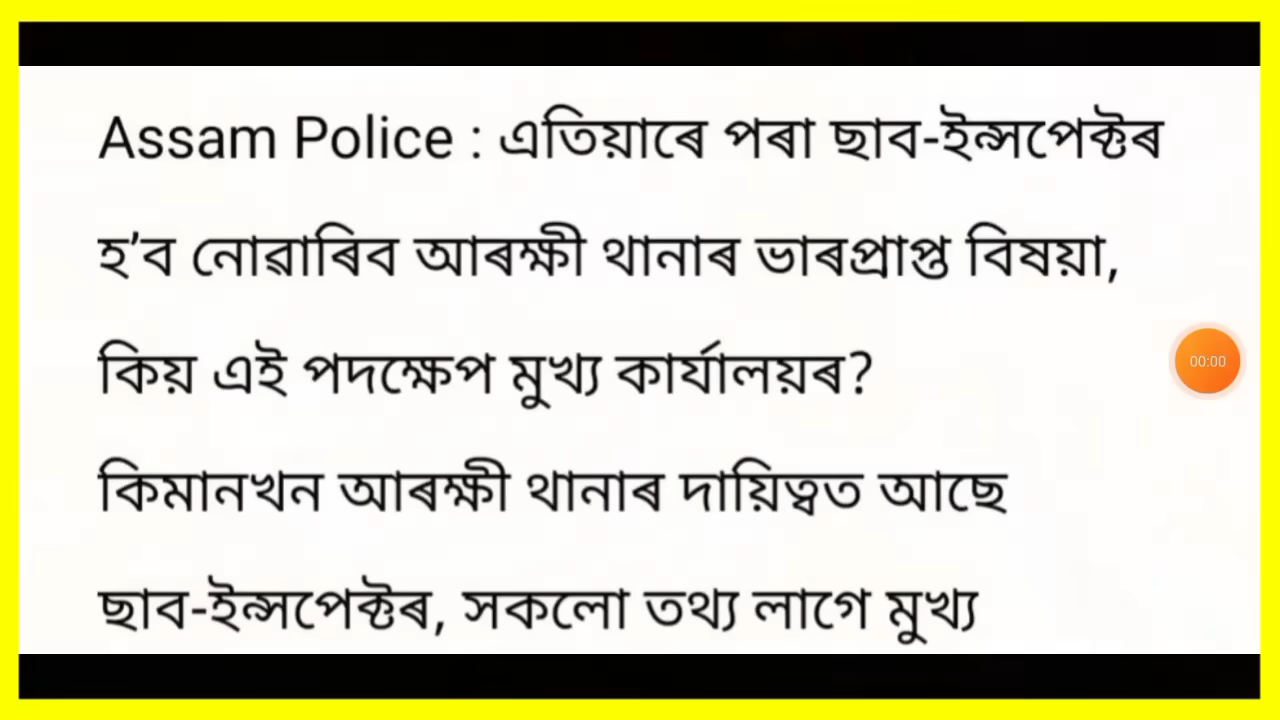 Assam Police : এতিয়াৰে পৰা ছাব-ইন্সপেক্টৰ
হ’ব নোৱাৰিব আৰক্ষী থানাৰ ভাৰপ্ৰাপ্ত বিষয়া,
কিয় এই পদক্ষেপ মুখ্য কাৰ্যালয়ৰ?
00:00
কিমানখন আৰক্ষী থানাৰ দায়িত্বত আছে
ছাব-ইন্সপেক্টৰ, সকলো তথ্য লাগে মুখ্য